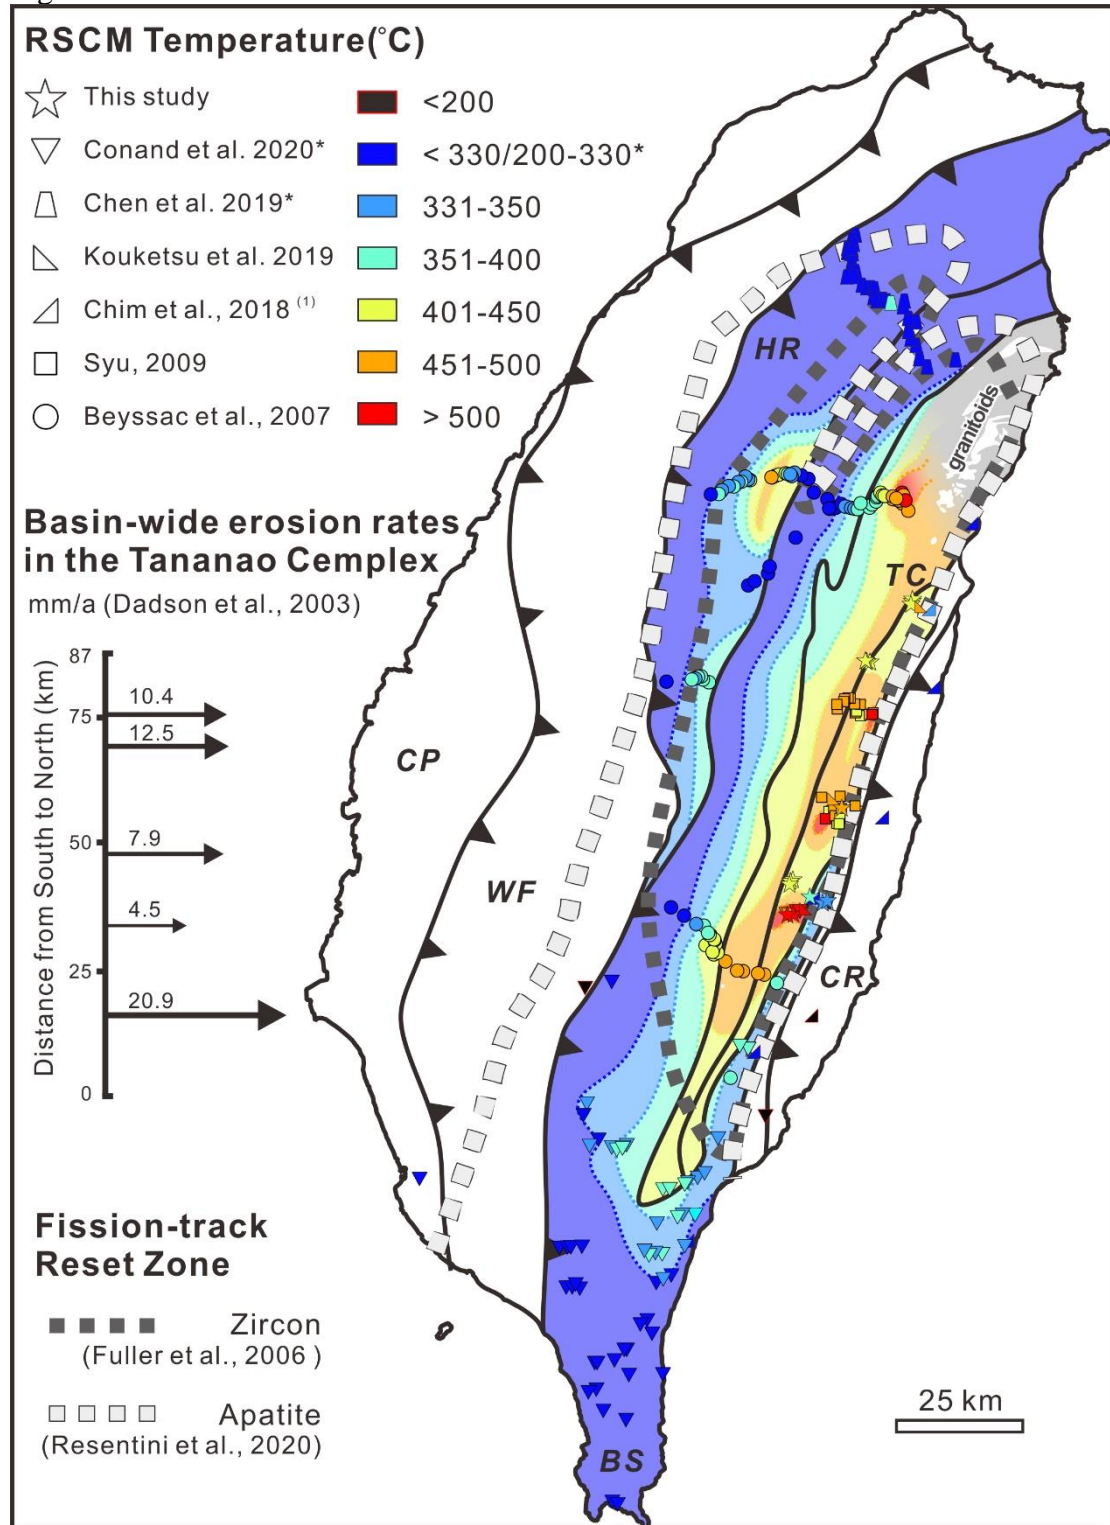 RSCM Temperature(°C)
This study
Conand et al. 2020*
Chen et al. 2019*
Kouketsu et al. 2019
Chim et al., 2018 (1)
Syu, 2009
Beyssac et al., 2007
<200
< 330/200-330*
331-350
351-400
401-450
451-500
> 500
Basin-wide erosion rates
in the Tananao Cemplex
mm/a (Dadson et al., 2003)
Distance from South to North (km)
87
75
50
25
0
10.4
12.5
7.9
4.5
20.9
HR
granitoids
TC
CP
WF
CR
BS
Fission-track
Reset Zone
Zircon
(Fuller et al., 2006 )
Apatite
(Resentini et al., 2020)
25 km